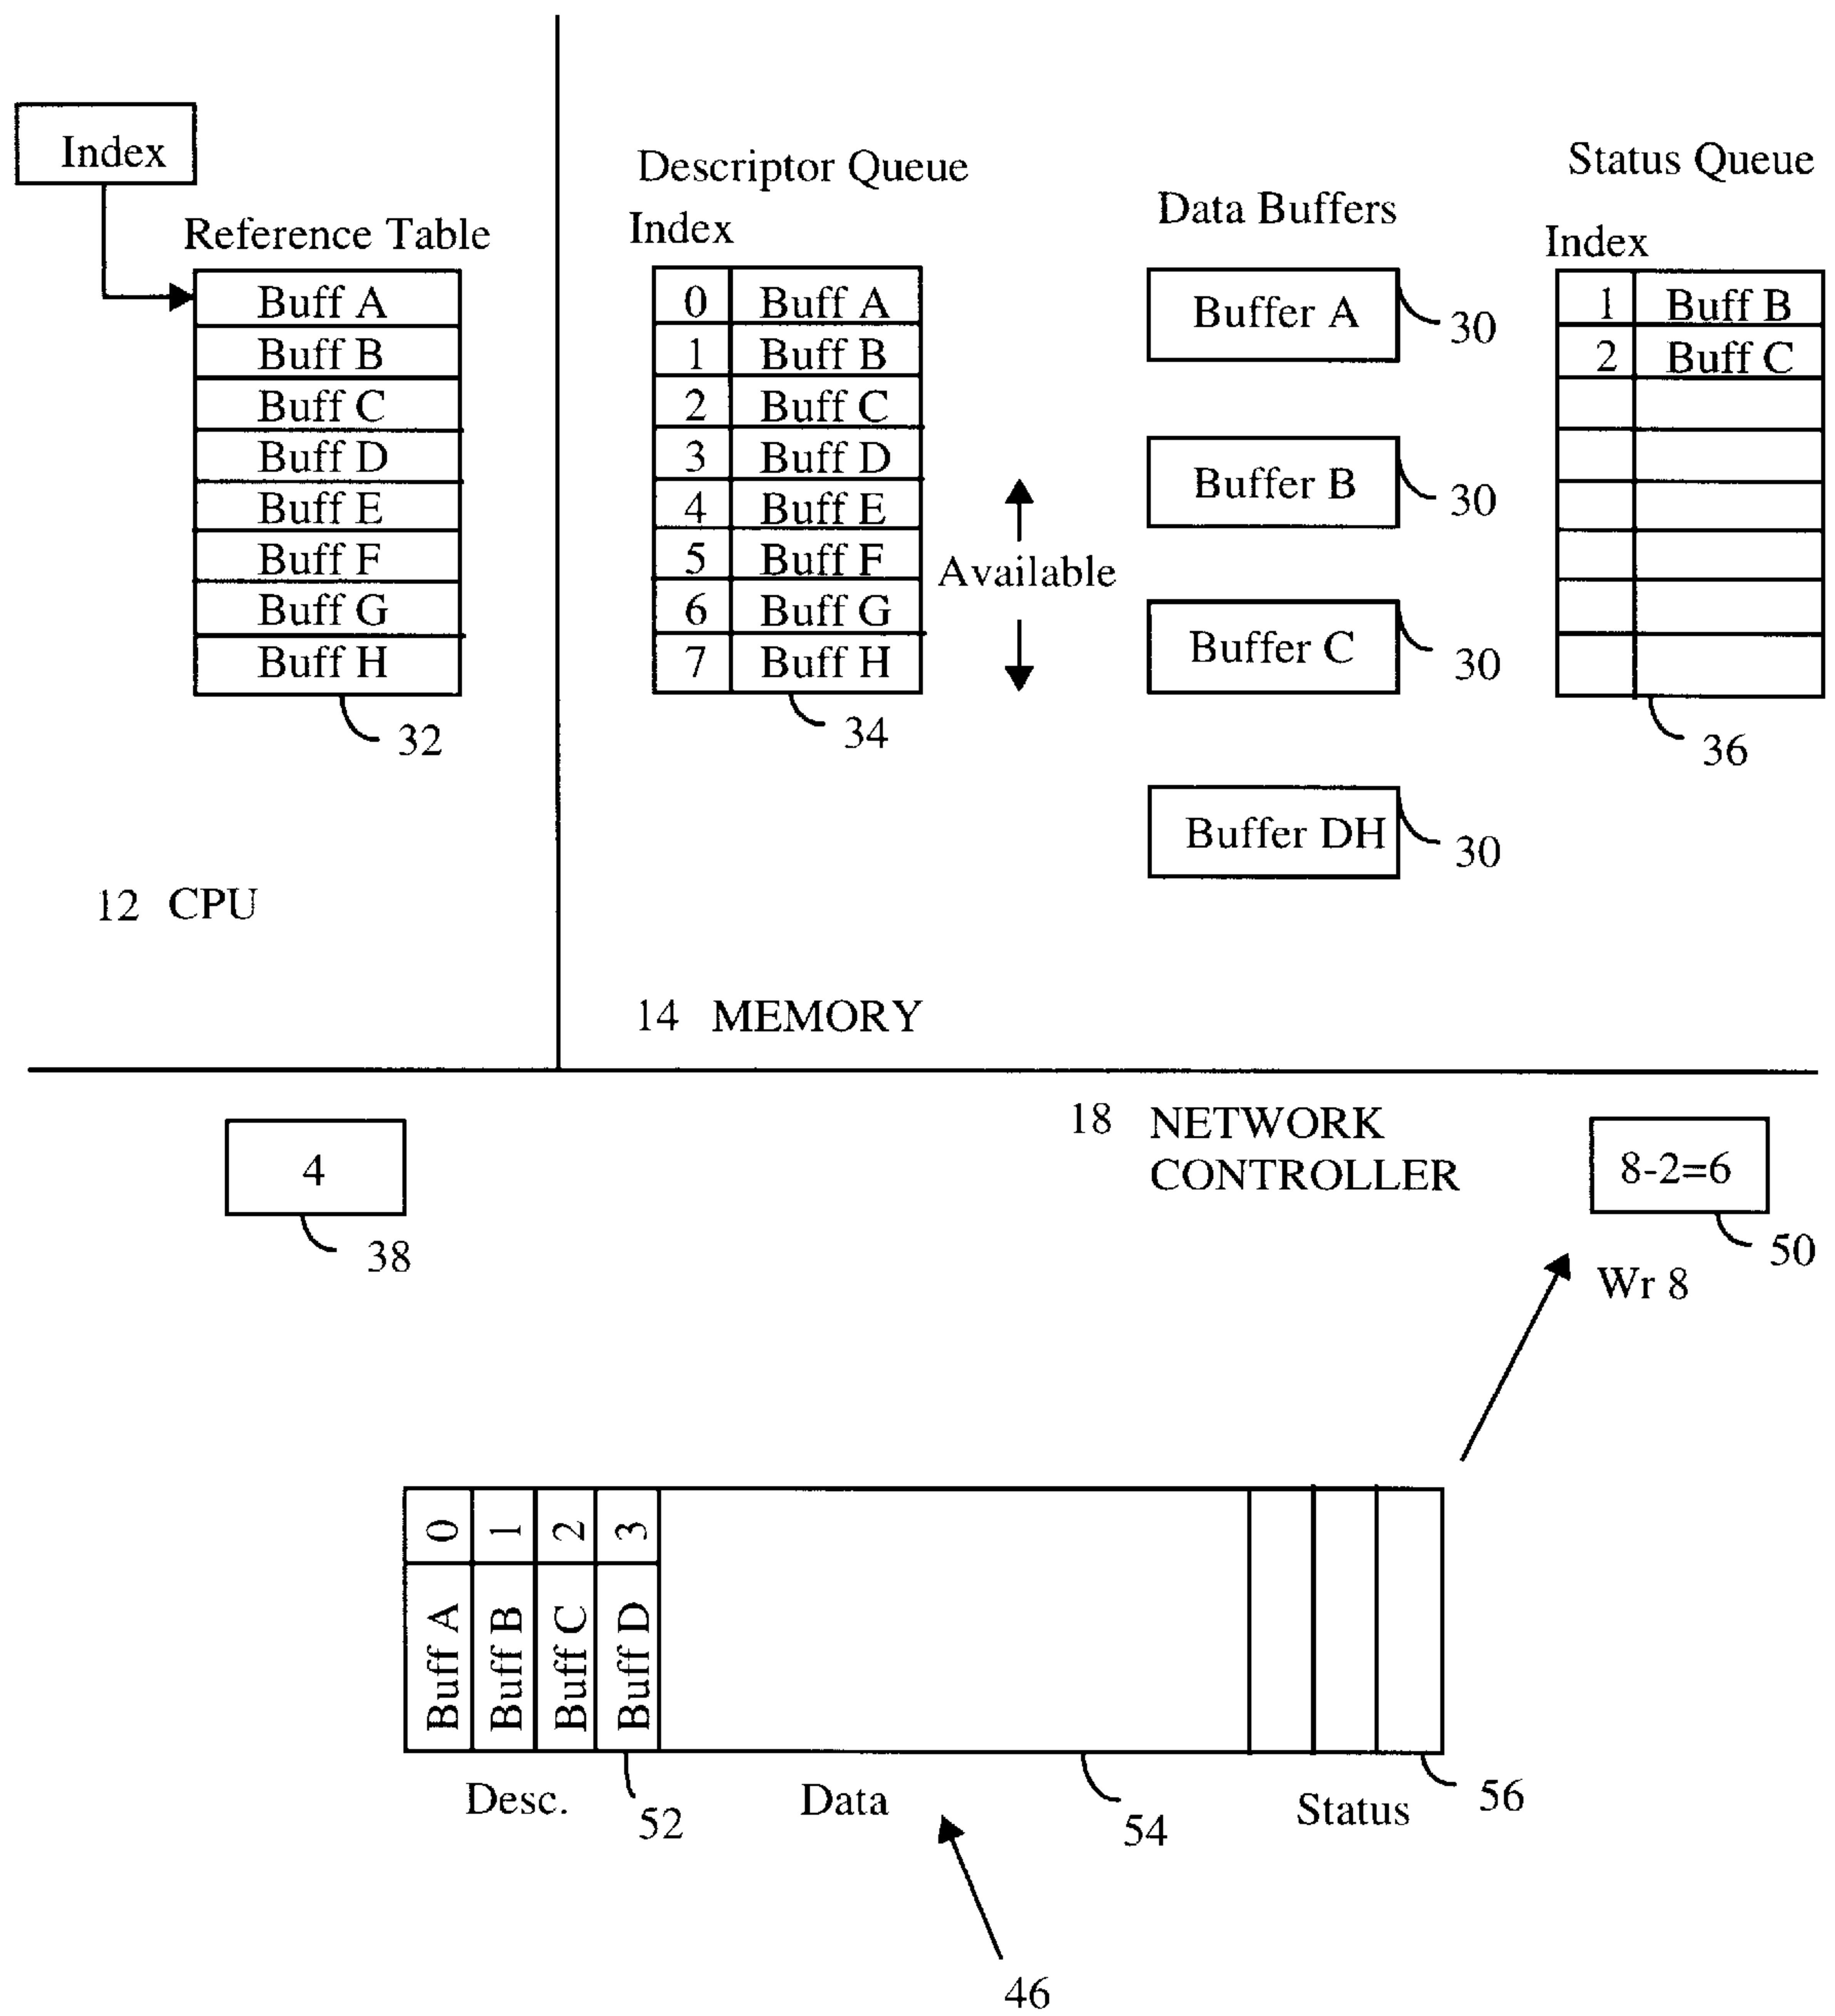 Index
Reference Table
Buff A
Buff B
Buff C
Buff D
Buff E
Buff F
Buff G
Buff H
32
12 CPU
Descriptor Queue
Index
0 Buff A
1 Buff B
2 Buff C
3 Buff D
4 Buff E
5 Buff F
6 Buff G
7 Buff H
34
Available
Data Buffers
Buffer A 30
Buffer B 30
Buffer C 30
Buffer DH 30
Status Queue
Index
1 Buff B
2 Buff C
36
14 MEMORY
18 NETWORK
CONTROLLER
4
38
8-2=6
50
Wr 8
0 Buff A
1 Buff B
2 Buff C
3 Buff D
Desc.
52
Data
54
Status
56
46